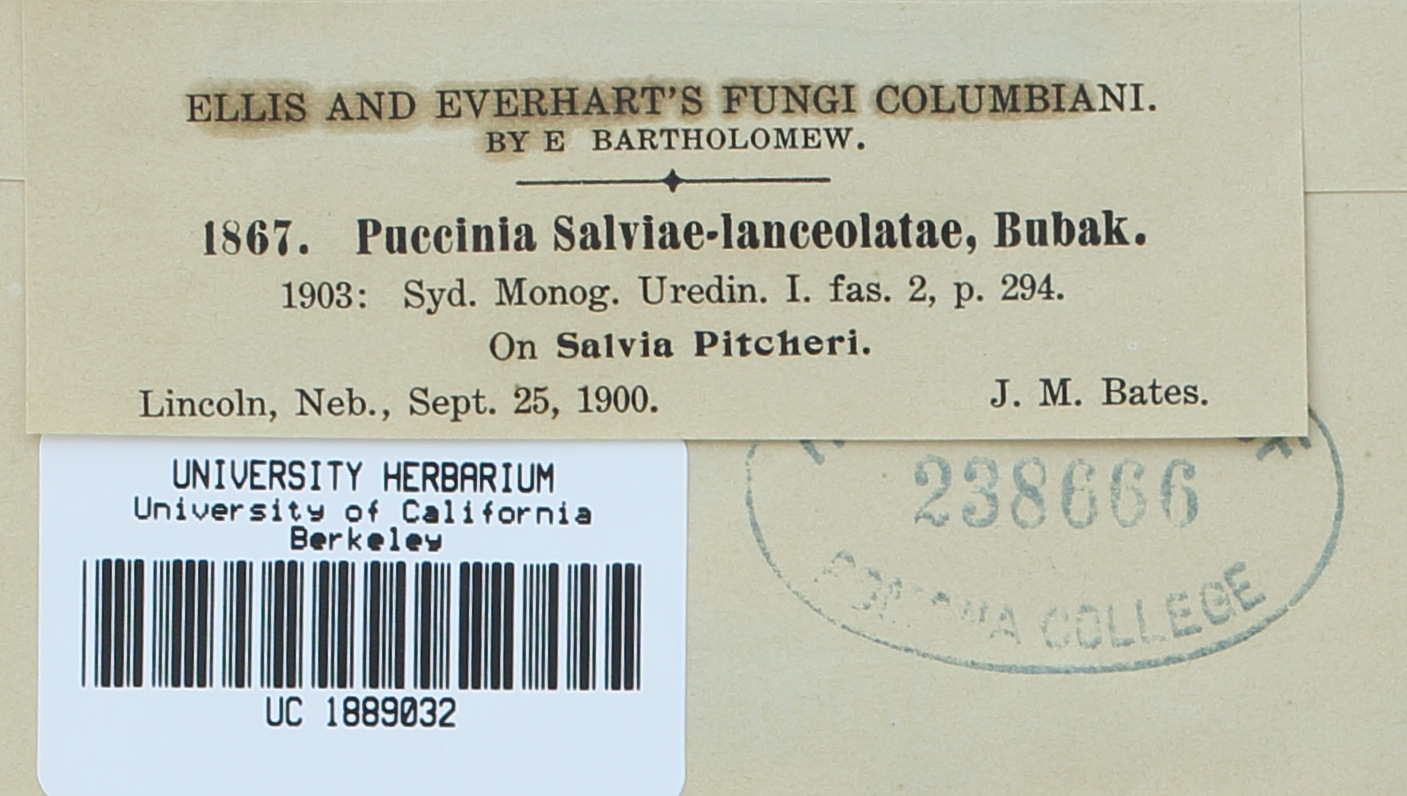 ELLIS AND EVERHART'S FUNGI COLUMBIANI.
BY E BARTHOLOMEW.
1867. Puccinia Salviae-lanceolatae, Bubak.
1903: Syd. Monog. Uredin. I. fas. 2, p. 294.
On Salvia Pitcheri.
Lincoln, Neb., Sept. 25, 1900. J. M. Bates.
238666
POMONA COLLEGE
UNIVERSITY HERBARIUM
University of California
Berkeley
UC 1889032